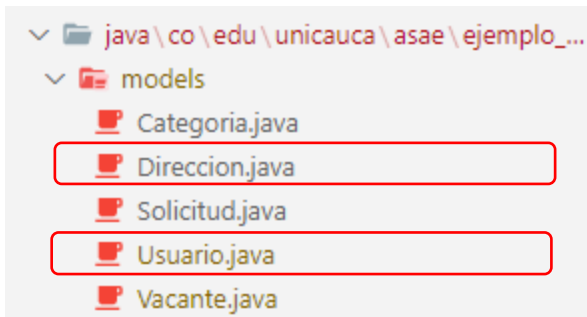 java\co\edu\unicauca\asae\ejemplo_...
models
Categoria.java
Direccion.java
Solicitud.java
Usuario.java
Vacante.java